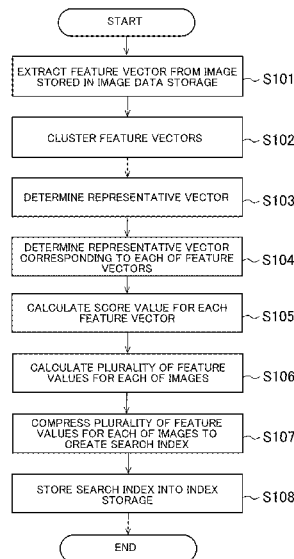 START
EXTRACT FEATURE VECTOR FROM IMAGE
STORED IN IMAGE DATA STORAGE
S101
CLUSTER FEATURE VECTORS
S102
DETERMINE REPRESENTATIVE VECTOR
S103
DETERMINE REPRESENTATIVE VECTOR
CORRESPONDING TO EACH OF FEATURE
VECTORS
S104
CALCULATE SCORE VALUE FOR EACH
FEATURE VECTOR
S105
CALCULATE PLURALITY OF FEATURE
VALUES FOR EACH OF IMAGES
S106
COMPRESS PLURALITY OF FEATURE
VALUES FOR EACH OF IMAGES TO
CREATE SEARCH INDEX
S107
STORE SEARCH INDEX INTO INDEX
STORAGE
S108
END